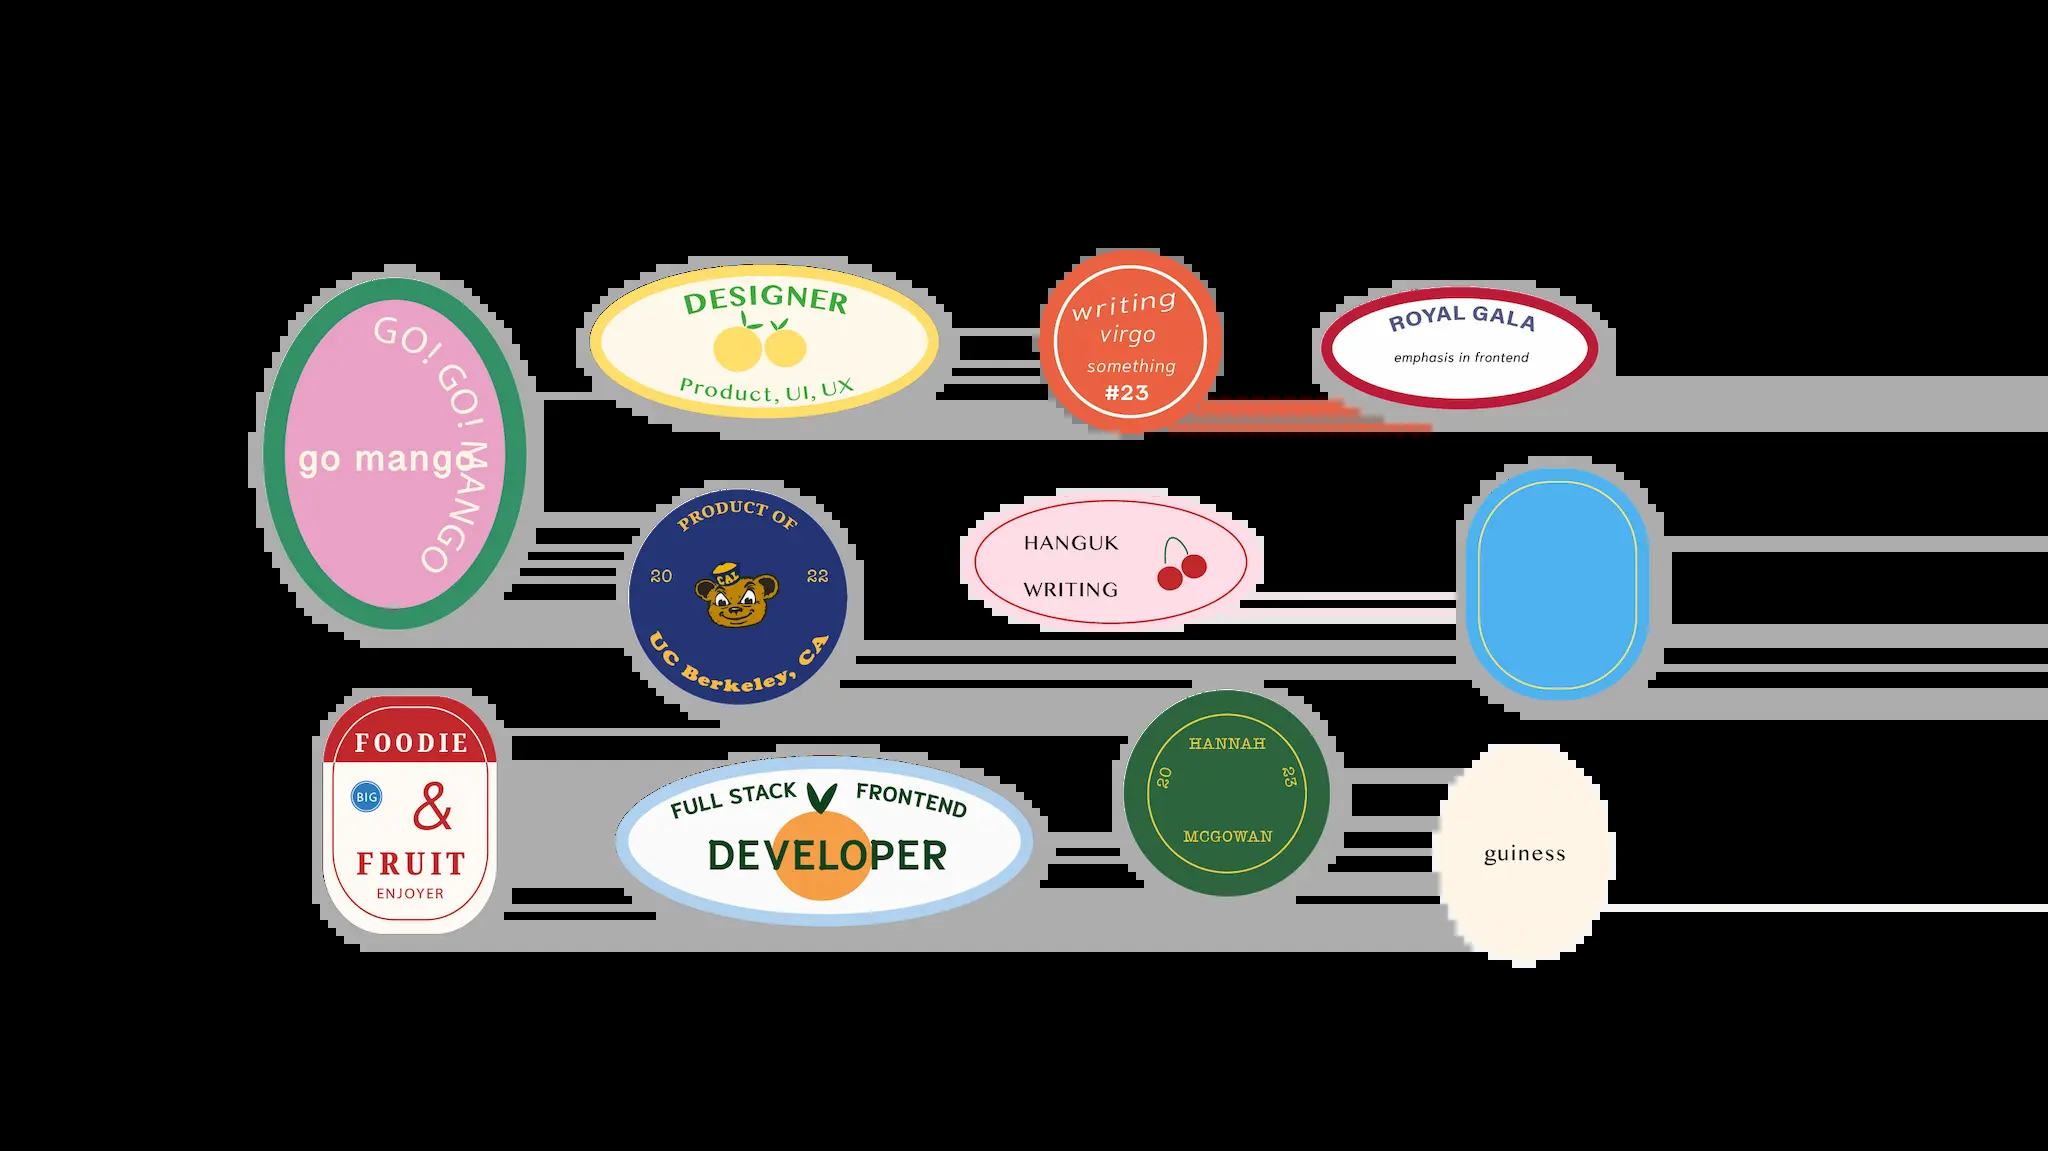 GO! GO! MANGO
go mango
DESIGNER
Product, UI, UX
writing
virgo
something
#23
ROYAL GALA
emphasis in frontend
PRODUCT OF
20 22
CAL
UC Berkeley, CA
HANGUK
WRITING
FOODIE
BIG
&
FRUIT
ENJOYER
FULL STACK FRONTEND
DEVELOPER
HANNAH
20 23
MCGOWAN
guiness